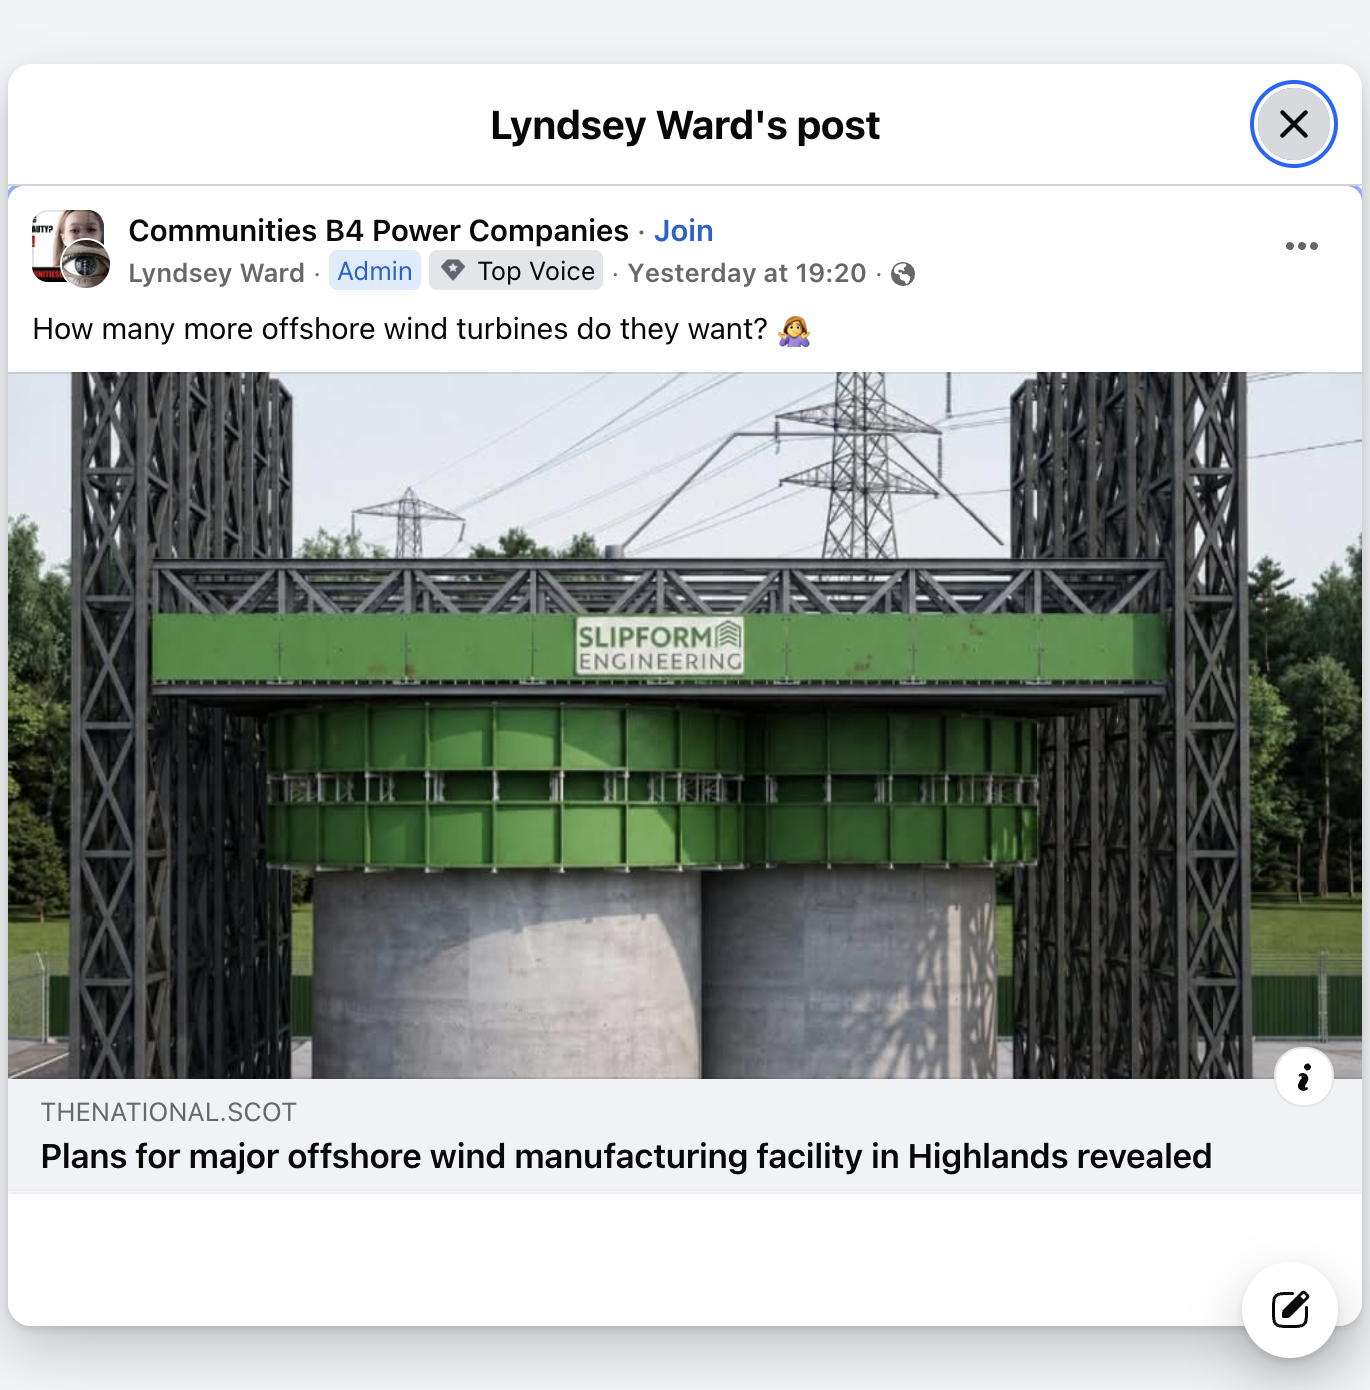 Lyndsey Ward's post
Communities B4 Power Companies · Join
Lyndsey Ward · Admin Top Voice · Yesterday at 19:20 ·
How many more offshore wind turbines do they want? 🤷‍♀️
SLIPFORM
ENGINEERING
THENATIONAL.SCOT
Plans for major offshore wind manufacturing facility in Highlands revealed